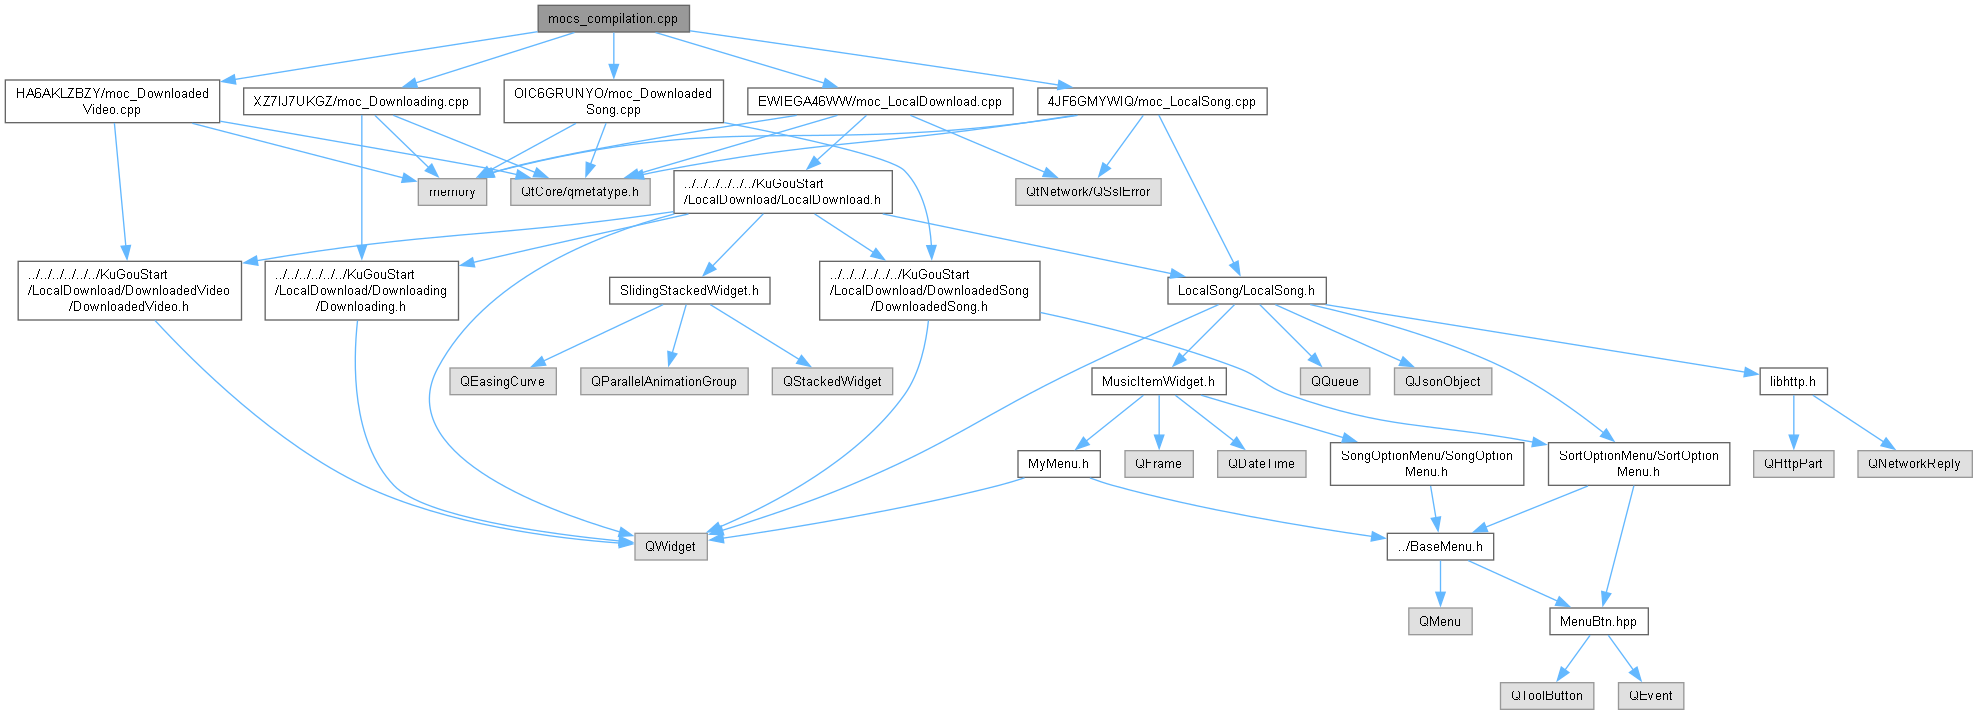 mocs_compilation.cpp
HA6AKLZBZY/moc_Downloaded
Video.cpp
XZ7IJ7UKGZ/moc_Downloading.cpp
OIC6GRUNYO/moc_Downloaded
Song.cpp
EWIEGA46WW/moc_LocalDownload.cpp
4JF6GMYWIQ/moc_LocalSong.cpp
memory
QtCore/qmetatype.h
../../../../../../KuGouStart
/LocalDownload/LocalDownload.h
QtNetwork/QSslError
../../../../../../KuGouStart
/LocalDownload/DownloadedVideo
/DownloadedVideo.h
../../../../../../KuGouStart
/LocalDownload/Downloading
/Downloading.h
SlidingStackedWidget.h
../../../../../../KuGouStart
/LocalDownload/DownloadedSong
/DownloadedSong.h
LocalSong/LocalSong.h
QEasingCurve
QParallelAnimationGroup
QStackedWidget
MusicItemWidget.h
QQueue
QJsonObject
libhttp.h
MyMenu.h
QFrame
QDateTime
SongOptionMenu/SongOption
Menu.h
SortOptionMenu/SortOption
Menu.h
QHttpPart
QNetworkReply
QWidget
../BaseMenu.h
QMenu
MenuBtn.hpp
QToolButton
QEvent